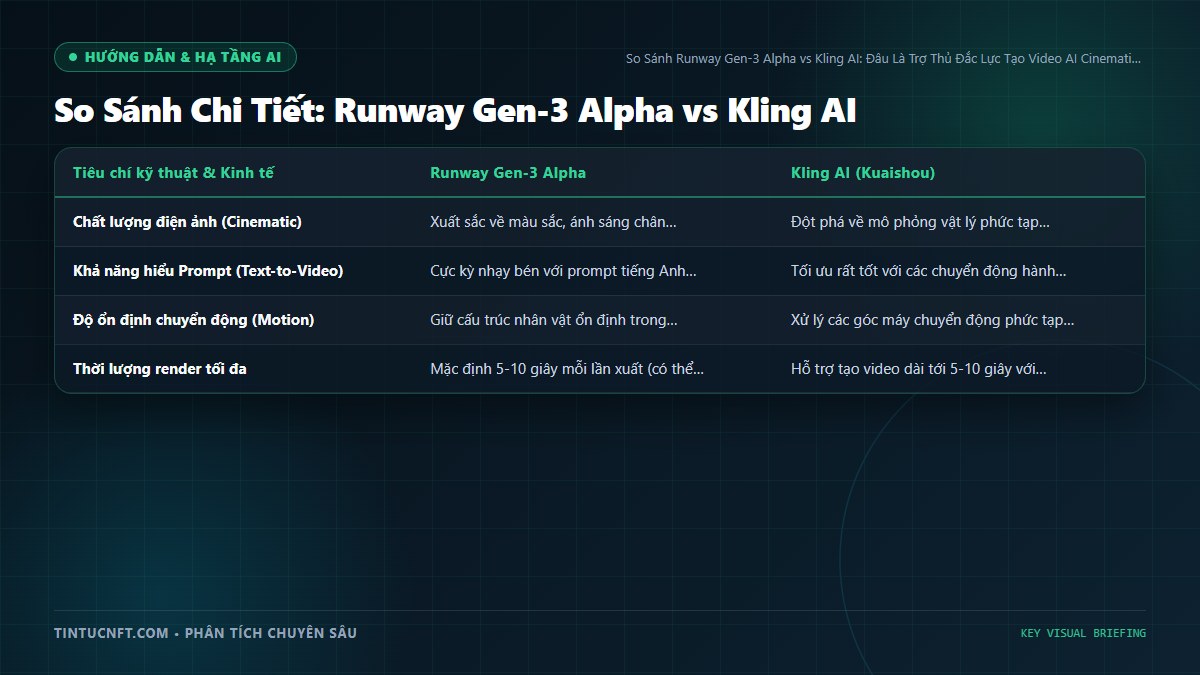 HƯỚNG DẪN & HẠ TẦNG AI
So Sánh Runway Gen-3 Alpha vs Kling AI: Đâu Là Trợ Thủ Đắc Lực Tạo Video AI Cinemati...
So Sánh Chi Tiết: Runway Gen-3 Alpha vs Kling AI
Tiêu chí kỹ thuật & Kinh tế Runway Gen-3 Alpha Kling AI (Kuaishou)
Chất lượng điện ảnh (Cinematic) Xuất sắc về màu sắc, ánh sáng chân... Đột phá về mô phỏng vật lý phức tạp...
Khả năng hiểu Prompt (Text-to-Video) Cực kỳ nhạy bén với prompt tiếng Anh... Tối ưu rất tốt với các chuyển động hành...
Độ ổn định chuyển động (Motion) Giữ cấu trúc nhân vật ổn định trong... Xử lý các góc máy chuyển động phức tạp...
Thời lượng render tối đa Mặc định 5-10 giây mỗi lần xuất (có thể... Hỗ trợ tạo video dài tới 5-10 giây với...
TINTUCNFT.COM • PHÂN TÍCH CHUYÊN SÂU
KEY VISUAL BRIEFING